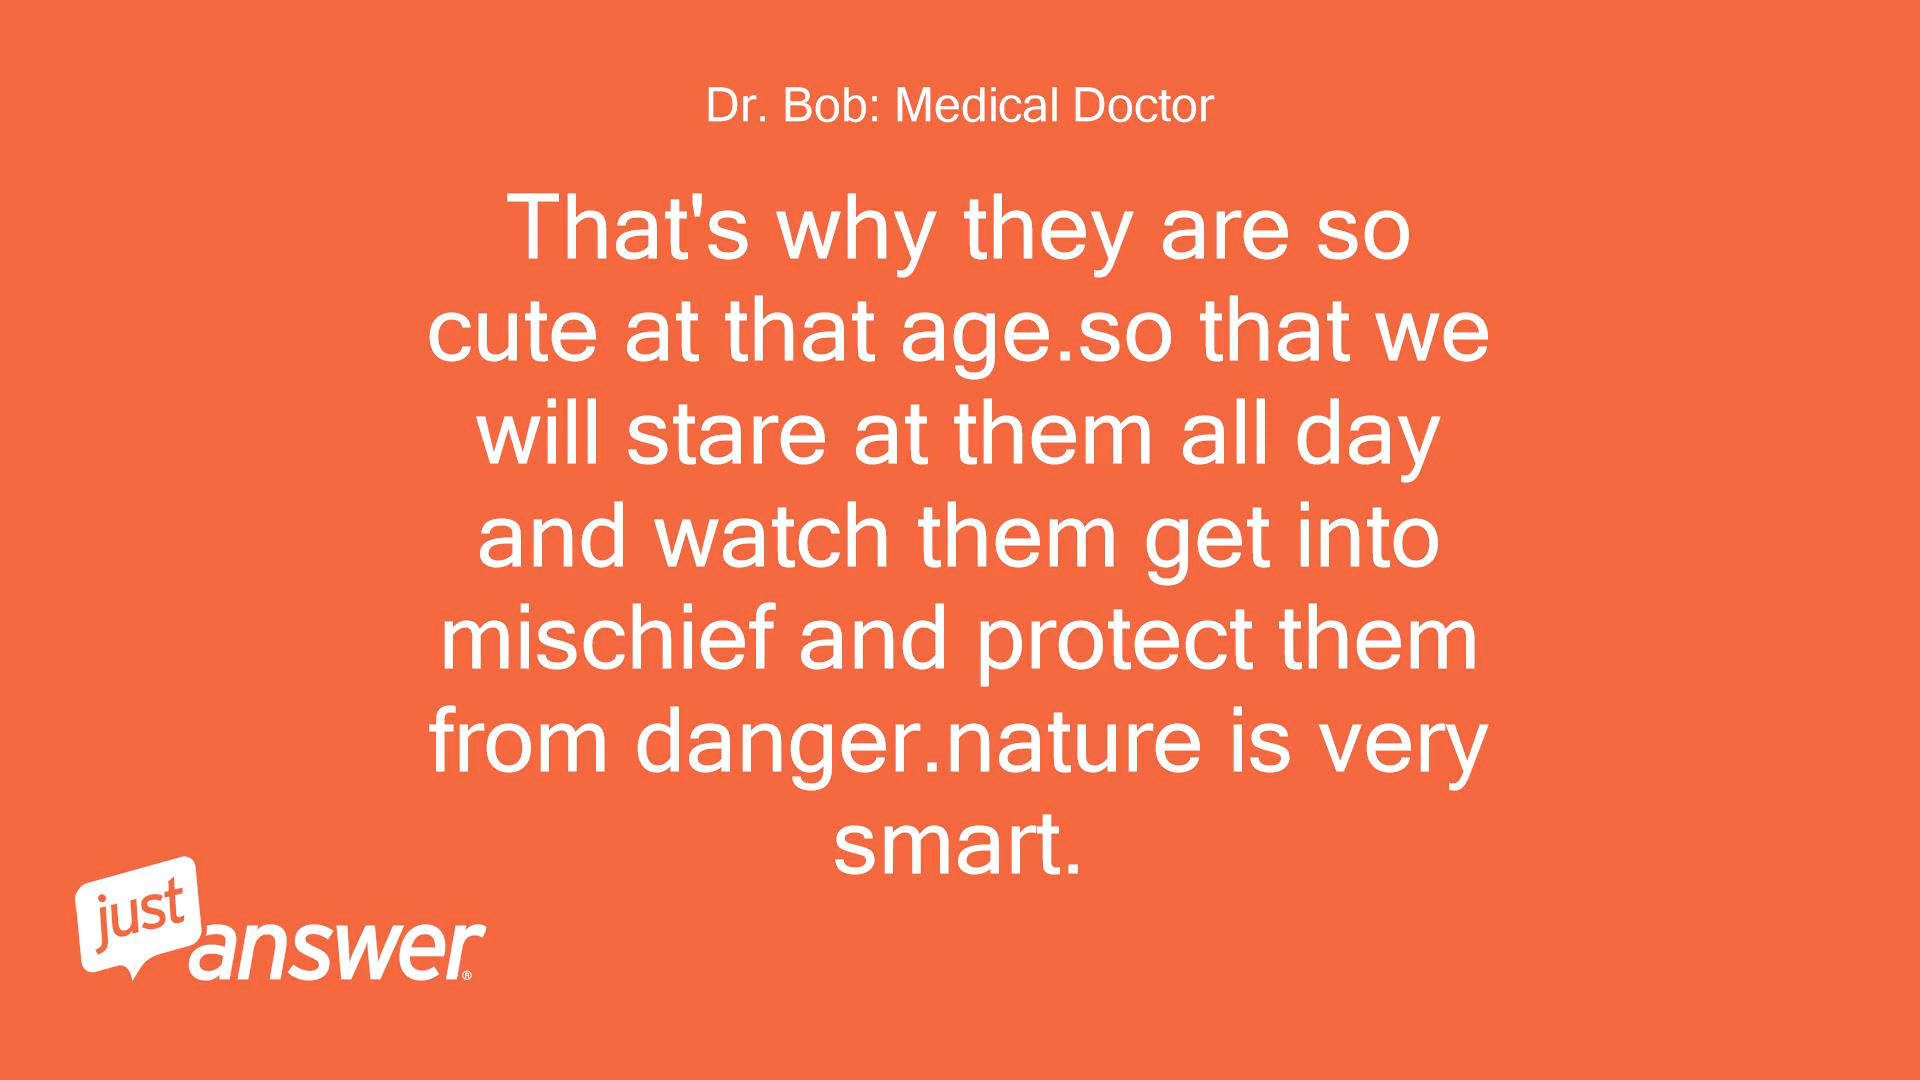 Dr. Bob: Medical Doctor
That's why they are so
cute at that age.so that we
will stare at them all day
and watch them get into
mischief and protect them
from danger.nature is very
smart.
just
answer®